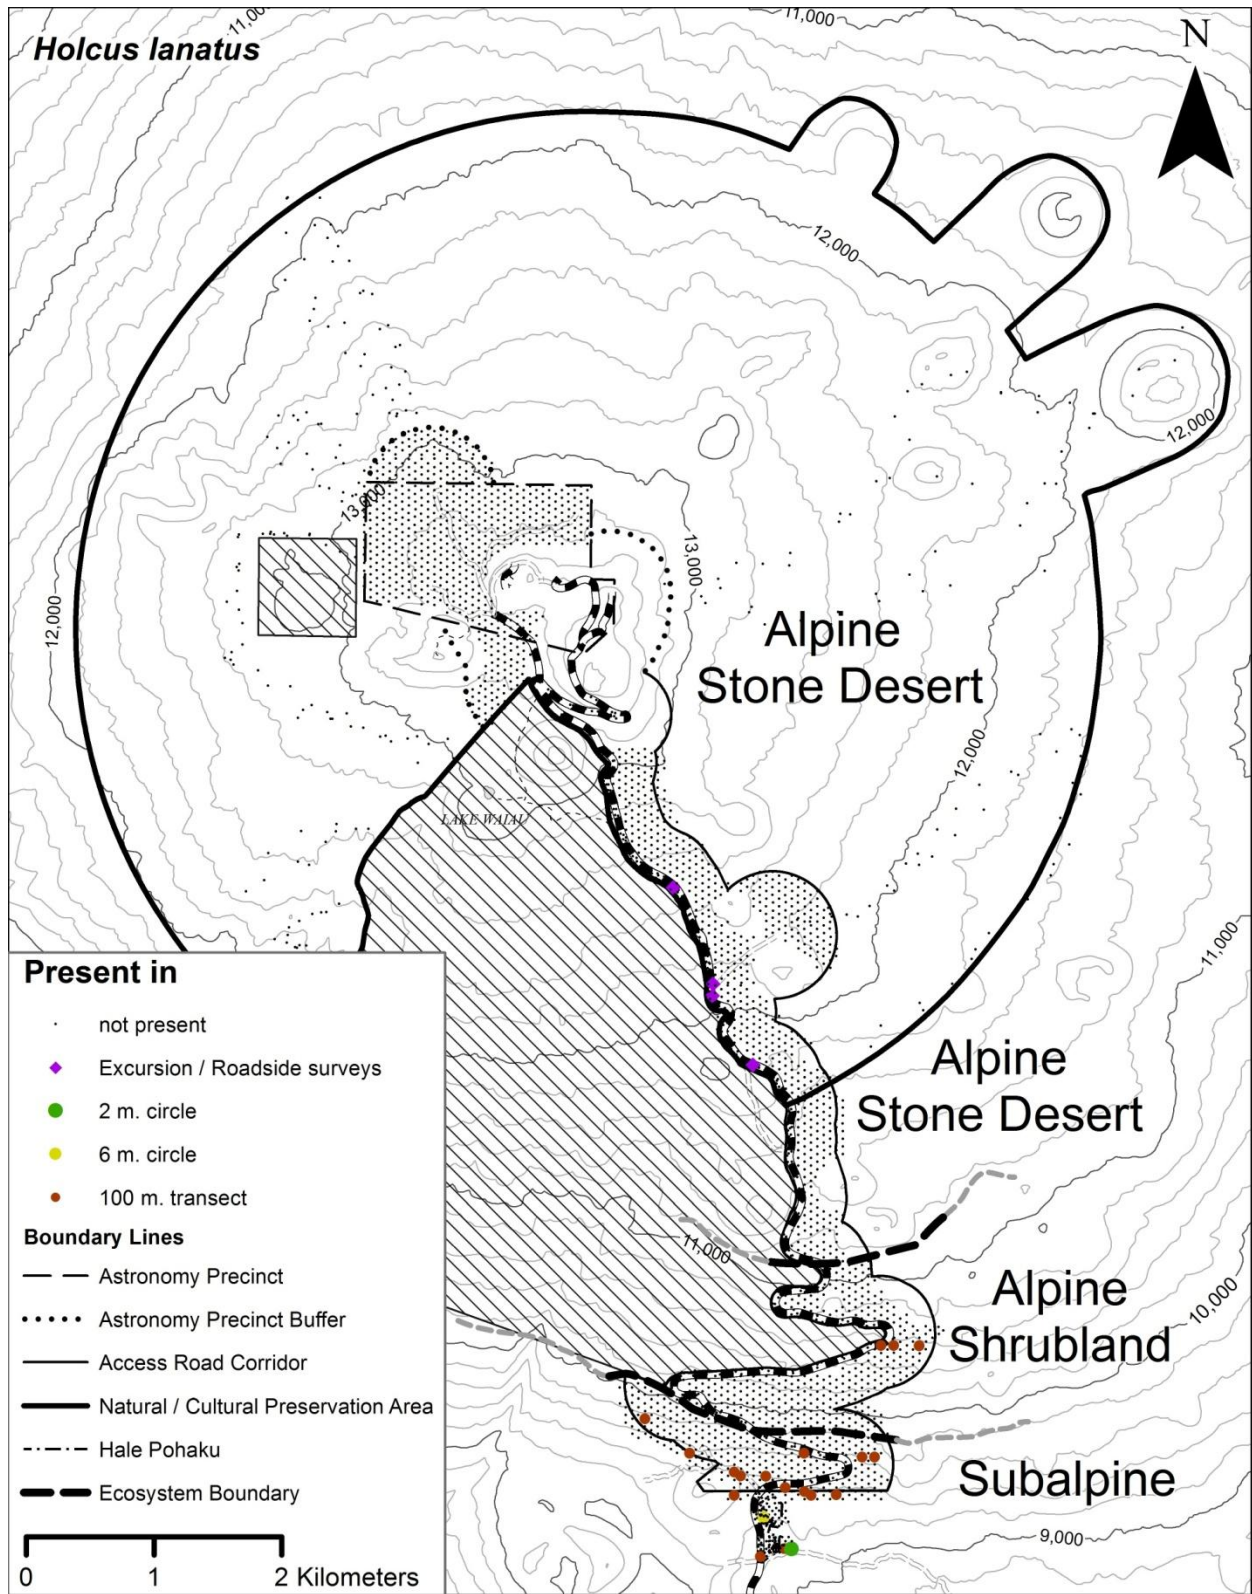 Holcus lanatus
11,000
11,000
N
12,000
12,000
13,000
13,000
12,000
Alpine
Stone Desert
12,000
LAKE WAIAU
11,000
Present in
not present
Excursion / Roadside surveys
2 m. circle
6 m. circle
100 m. transect
Boundary Lines
Astronomy Precinct
Astronomy Precinct Buffer
Access Road Corridor
Natural / Cultural Preservation Area
Hale Pohaku
Ecosystem Boundary
0 1 2 Kilometers
Alpine
Stone Desert
11,000
Alpine
Shrubland
10,000
Subalpine
9,000